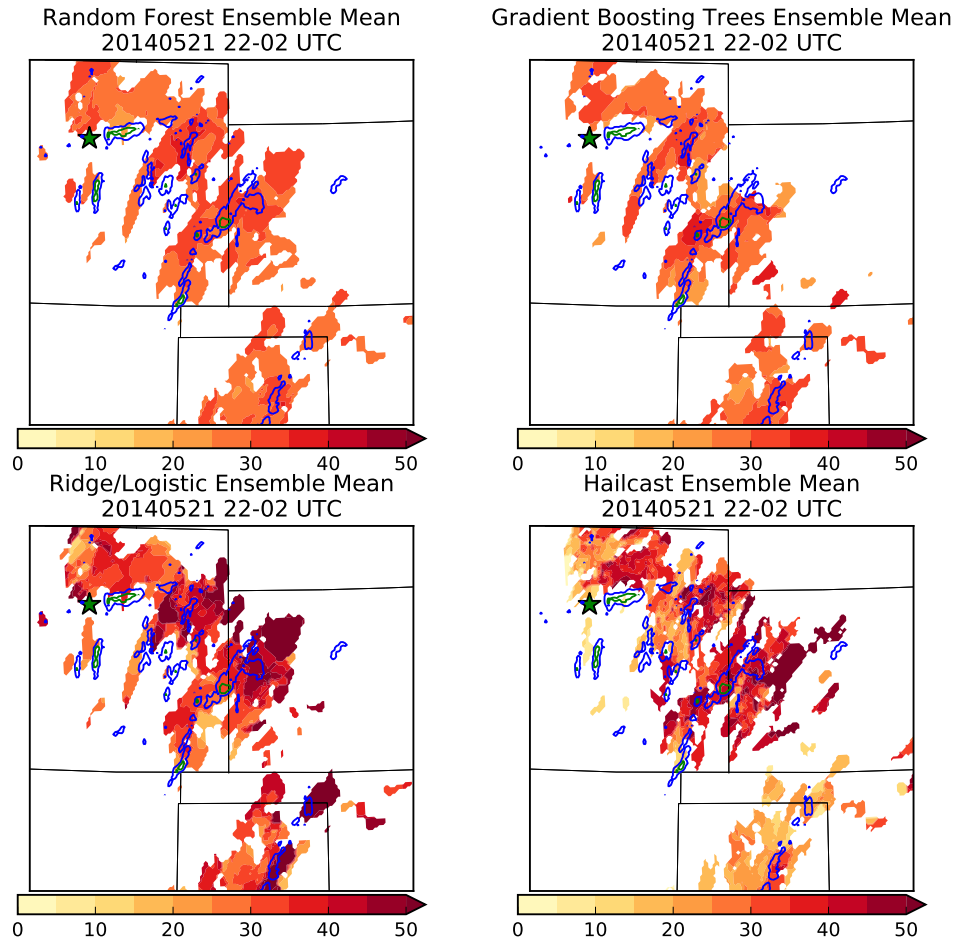 Random Forest Ensemble Mean
20140521 22-02 UTC
Gradient Boosting Trees Ensemble Mean
20140521 22-02 UTC
0 10 20 30 40 50
0 10 20 30 40 50
Ridge/Logistic Ensemble Mean
20140521 22-02 UTC
Hailcast Ensemble Mean
20140521 22-02 UTC
0 10 20 30 40 50
0 10 20 30 40 50